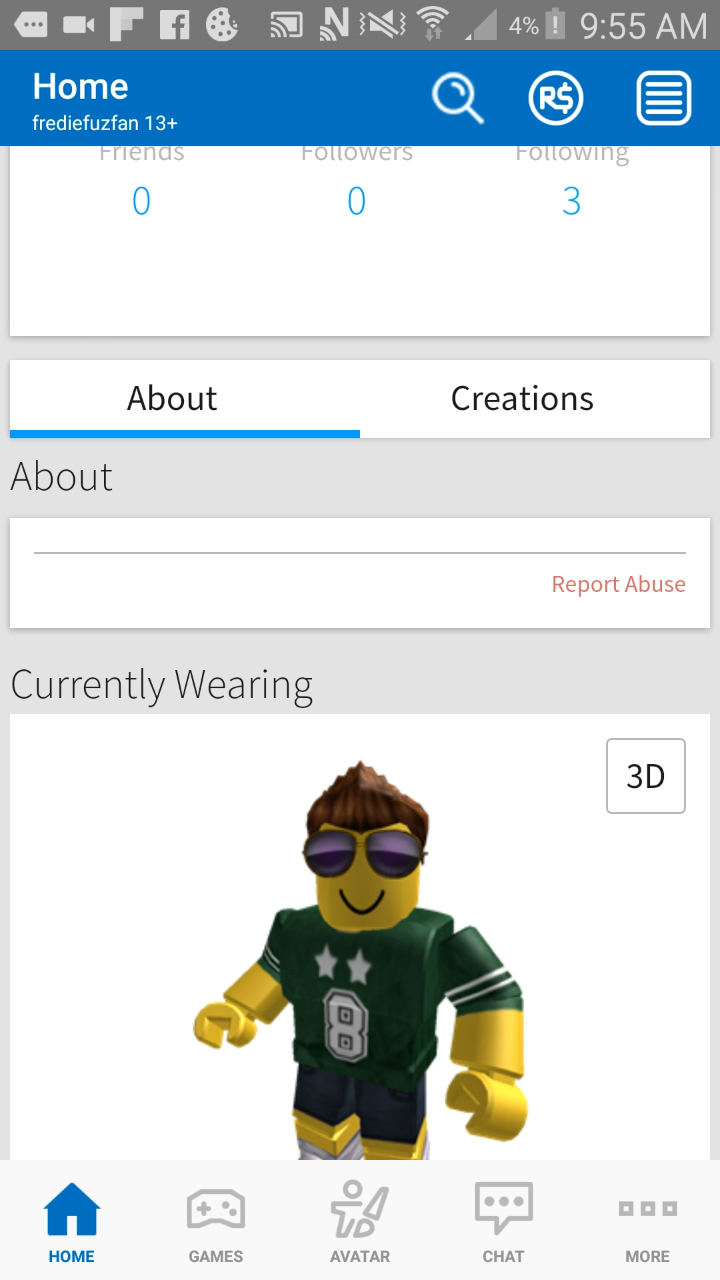 4% 9:55 AM
Home
R$
frediefuzfan 13+
Friends Followers Following
0 0 3
About Creations
About
Report Abuse
Currently Wearing
3D
8
HOME GAMES AVATAR CHAT MORE